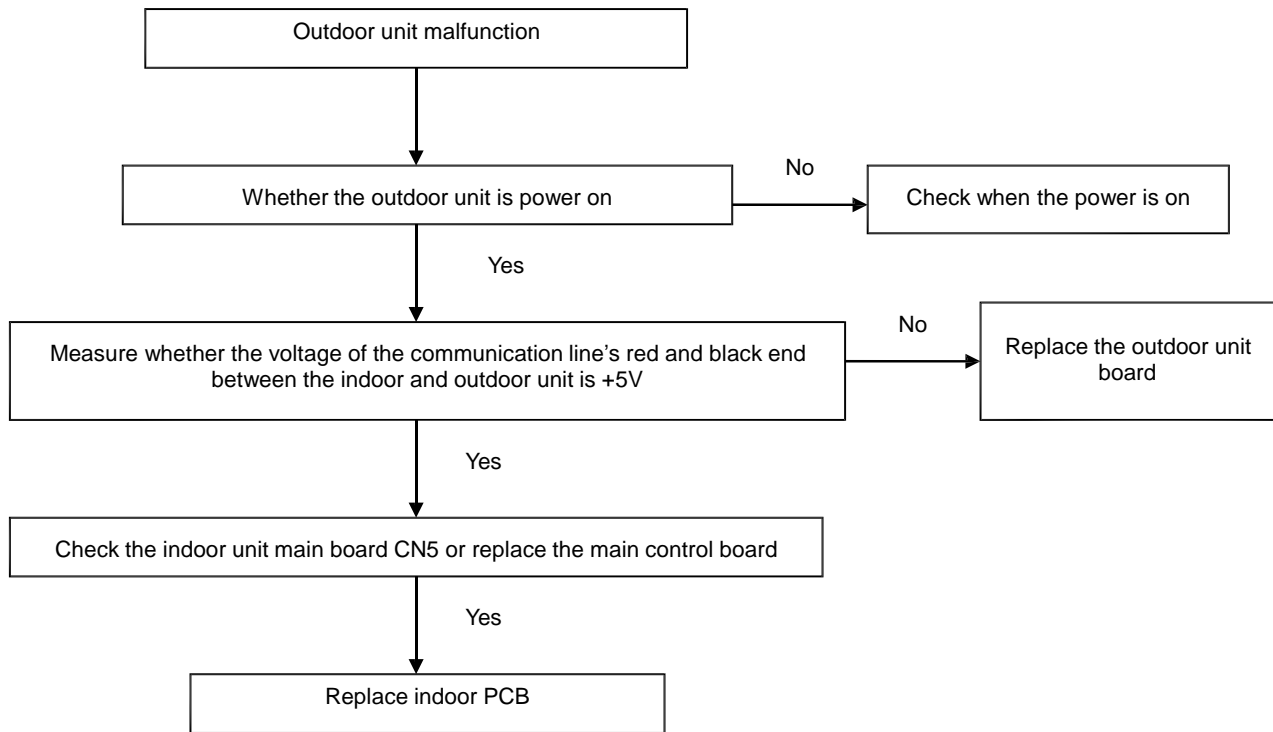 Outdoor unit malfunction
No
Whether the outdoor unit is power on
Check when the power is on
Yes
No
Measure whether the voltage of the communication line’s red and black end
between the indoor and outdoor unit is +5V
Replace the outdoor unit
board
Yes
Check the indoor unit main board CN5 or replace the main control board
Yes
Replace indoor PCB